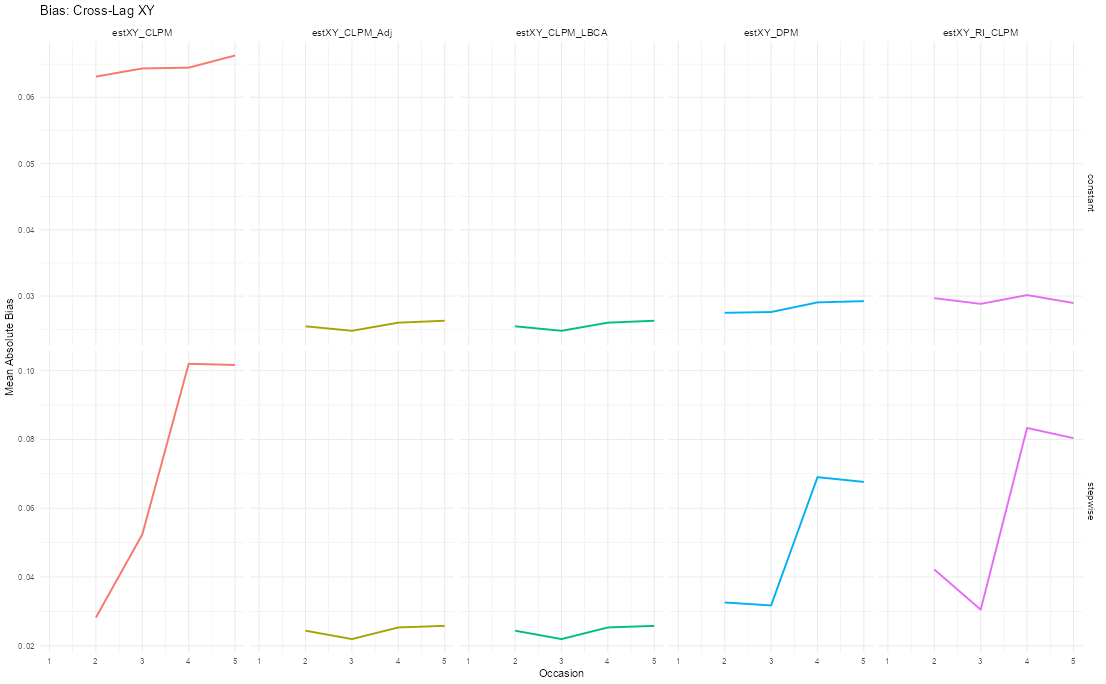 Bias: Cross-Lag XY
estXY_CLPM estXY_CLPM_Adj estXY_CLPM_LBCA estXY_DPM estXY_RI_CLPM
0.06
0.05
0.04
0.03
constant
Mean Absolute Bias
0.10
0.08
0.06
0.04
0.02
stepwise
1 2 3 4 5 1 2 3 4 5 1 2 3 4 5 1 2 3 4 5 1 2 3 4 5
Occasion